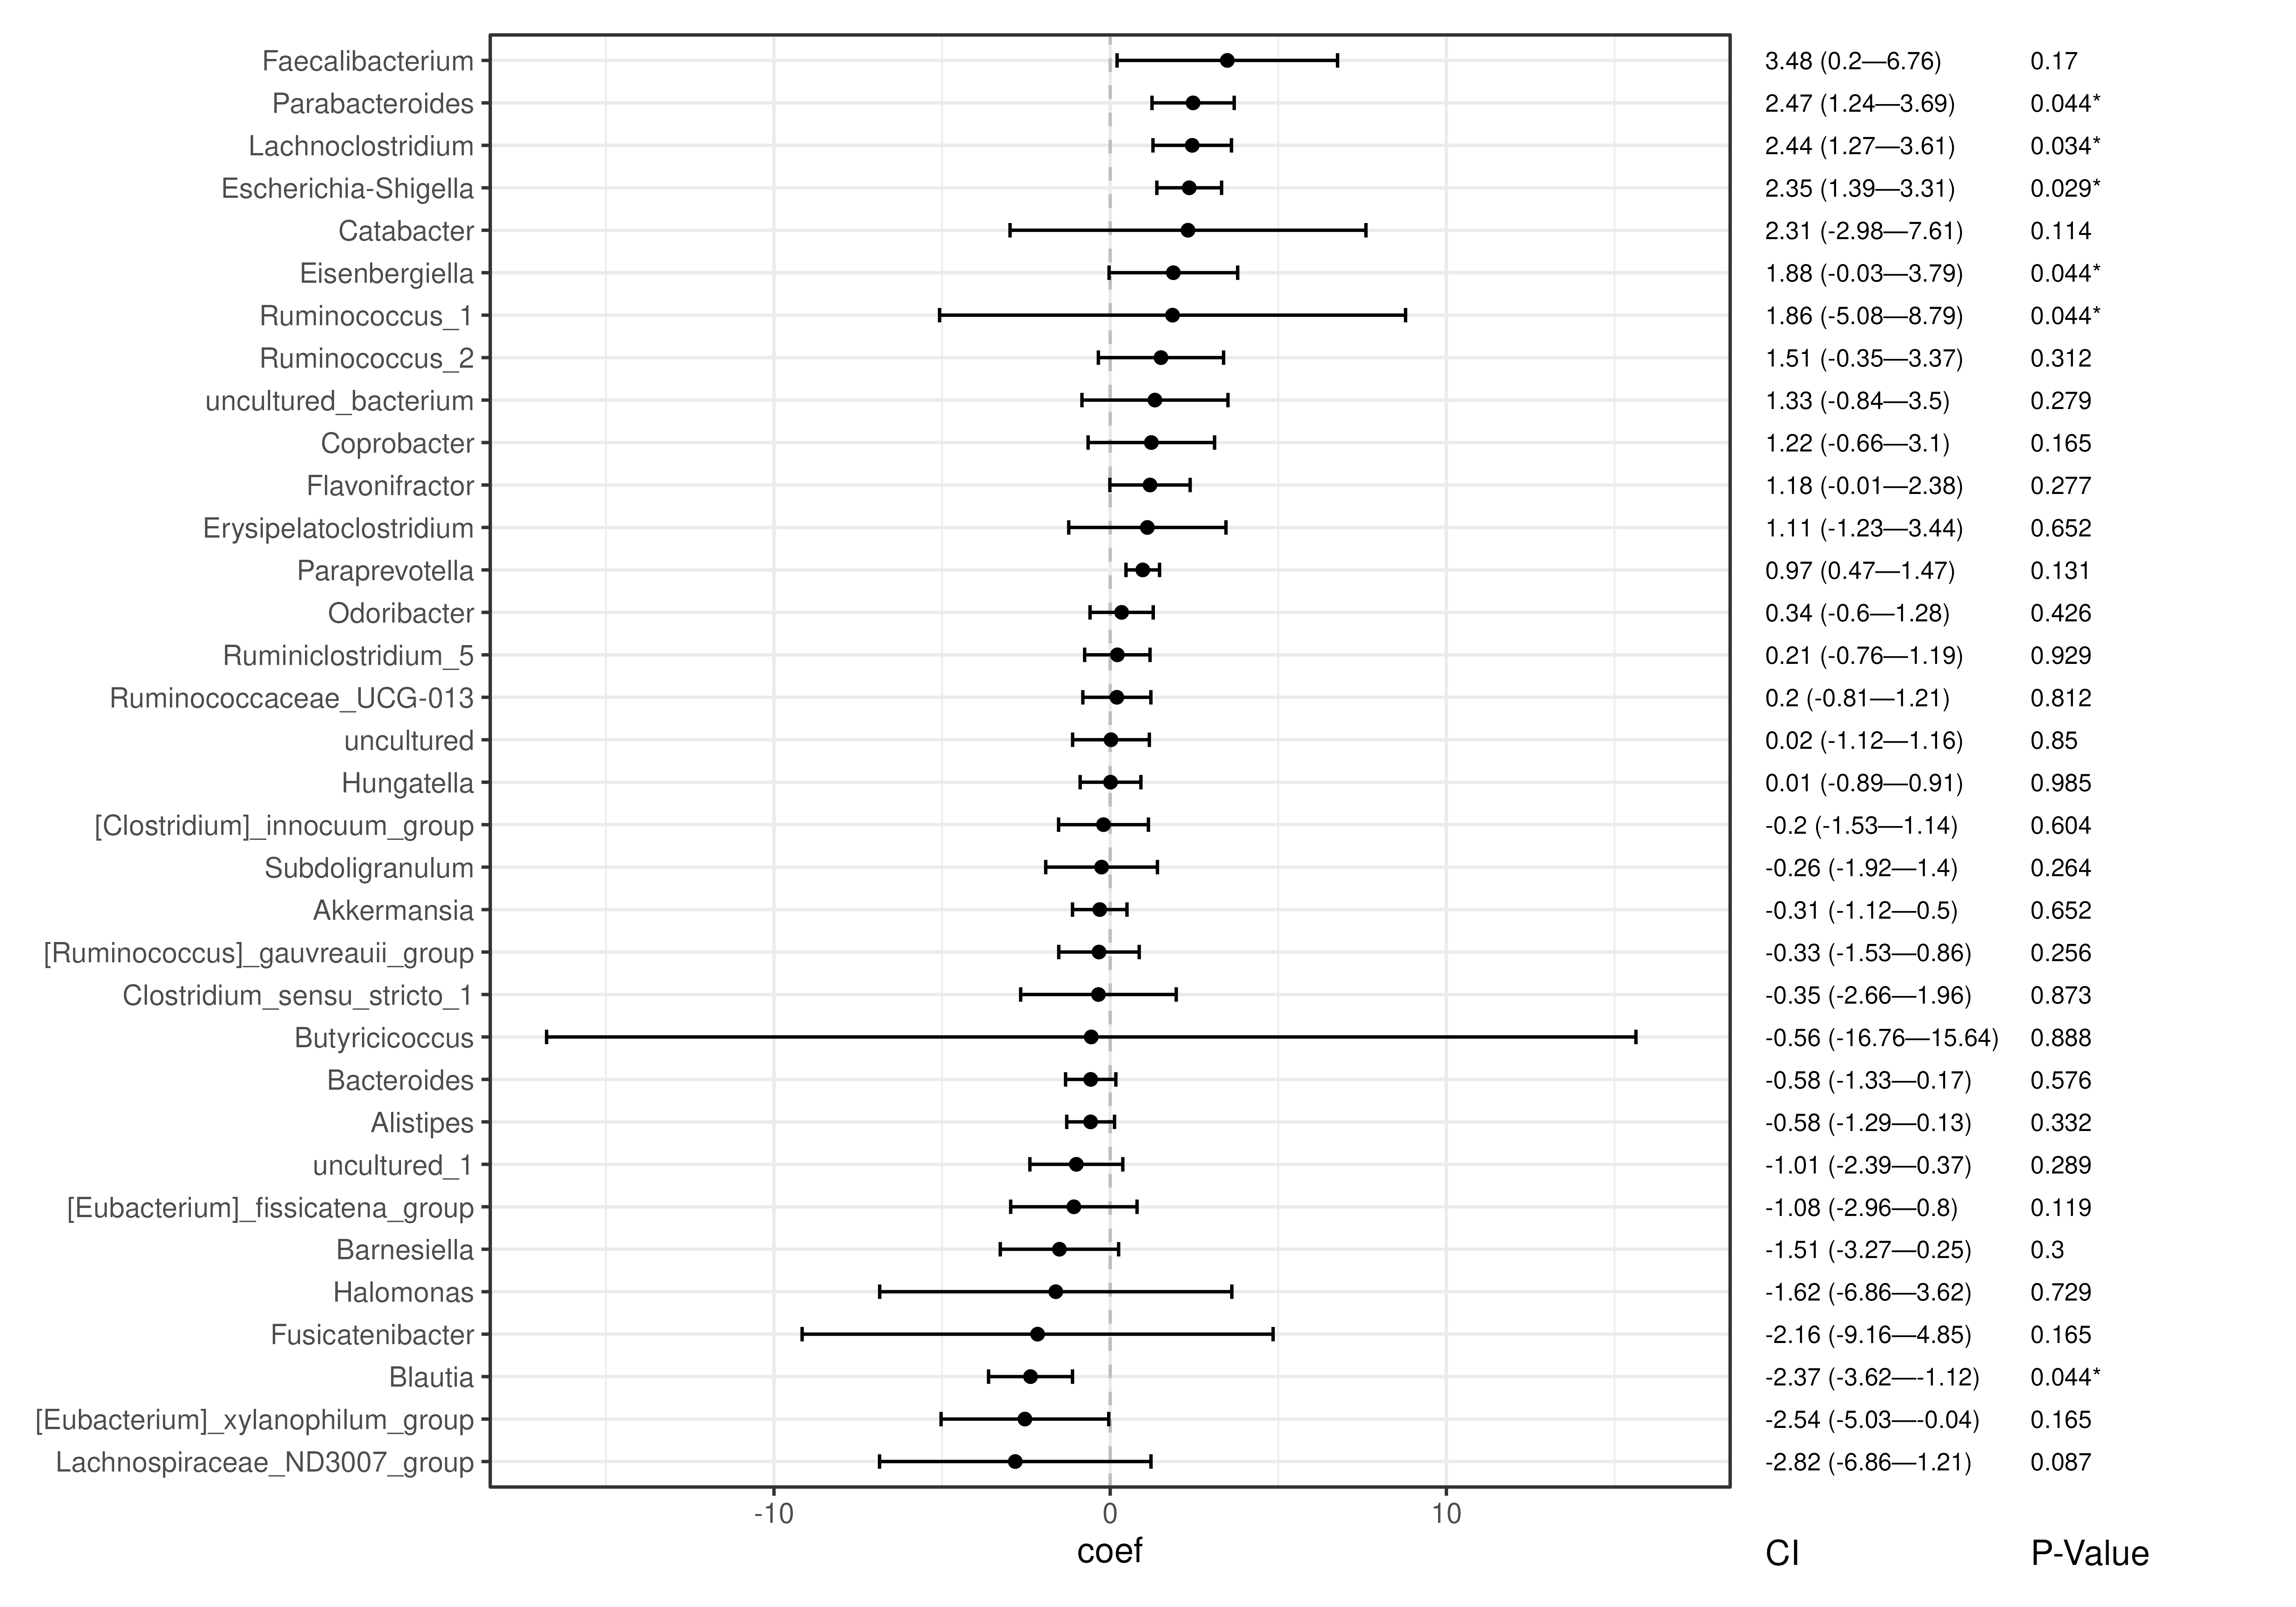 Faecalibacterium 3.48 (0.2—6.76) 0.17
Parabacteroides 2.47 (1.24—3.69) 0.044*
Lachnoclostridium 2.44 (1.27—3.61) 0.034*
Escherichia-Shigella 2.35 (1.39—3.31) 0.029*
Catabacter 2.31 (-2.98—7.61) 0.114
Eisenbergiella 1.88 (-0.03—3.79) 0.044*
Ruminococcus_1 1.86 (-5.08—8.79) 0.044*
Ruminococcus_2 1.51 (-0.35—3.37) 0.312
uncultured_bacterium 1.33 (-0.84—3.5) 0.279
Coprobacter 1.22 (-0.66—3.1) 0.165
Flavonifractor 1.18 (-0.01—2.38) 0.277
Erysipelatoclostridium 1.11 (-1.23—3.44) 0.652
Paraprevotella 0.97 (0.47—1.47) 0.131
Odoribacter 0.34 (-0.6—1.28) 0.426
Ruminiclostridium_5 0.21 (-0.76—1.19) 0.929
Ruminococcaceae_UCG-013 0.2 (-0.81—1.21) 0.812
uncultured 0.02 (-1.12—1.16) 0.85
Hungatella 0.01 (-0.89—0.91) 0.985
[Clostridium]_innocuum_group -0.2 (-1.53—1.14) 0.604
Subdoligranulum -0.26 (-1.92—1.4) 0.264
Akkermansia -0.31 (-1.12—0.5) 0.652
[Ruminococcus]_gauvreauii_group -0.33 (-1.53—0.86) 0.256
Clostridium_sensu_stricto_1 -0.35 (-2.66—1.96) 0.873
Butyricicoccus -0.56 (-16.76—15.64) 0.888
Bacteroides -0.58 (-1.33—0.17) 0.576
Alistipes -0.58 (-1.29—0.13) 0.332
uncultured_1 -1.01 (-2.39—0.37) 0.289
[Eubacterium]_fissicatena_group -1.08 (-2.96—0.8) 0.119
Barnesiella -1.51 (-3.27—0.25) 0.3
Halomonas -1.62 (-6.86—3.62) 0.729
Fusicatenibacter -2.16 (-9.16—4.85) 0.165
Blautia -2.37 (-3.62—-1.12) 0.044*
[Eubacterium]_xylanophilum_group -2.54 (-5.03—-0.04) 0.165
Lachnospiraceae_ND3007_group -2.82 (-6.86—1.21) 0.087
-10 0 10
coef CI P-Value